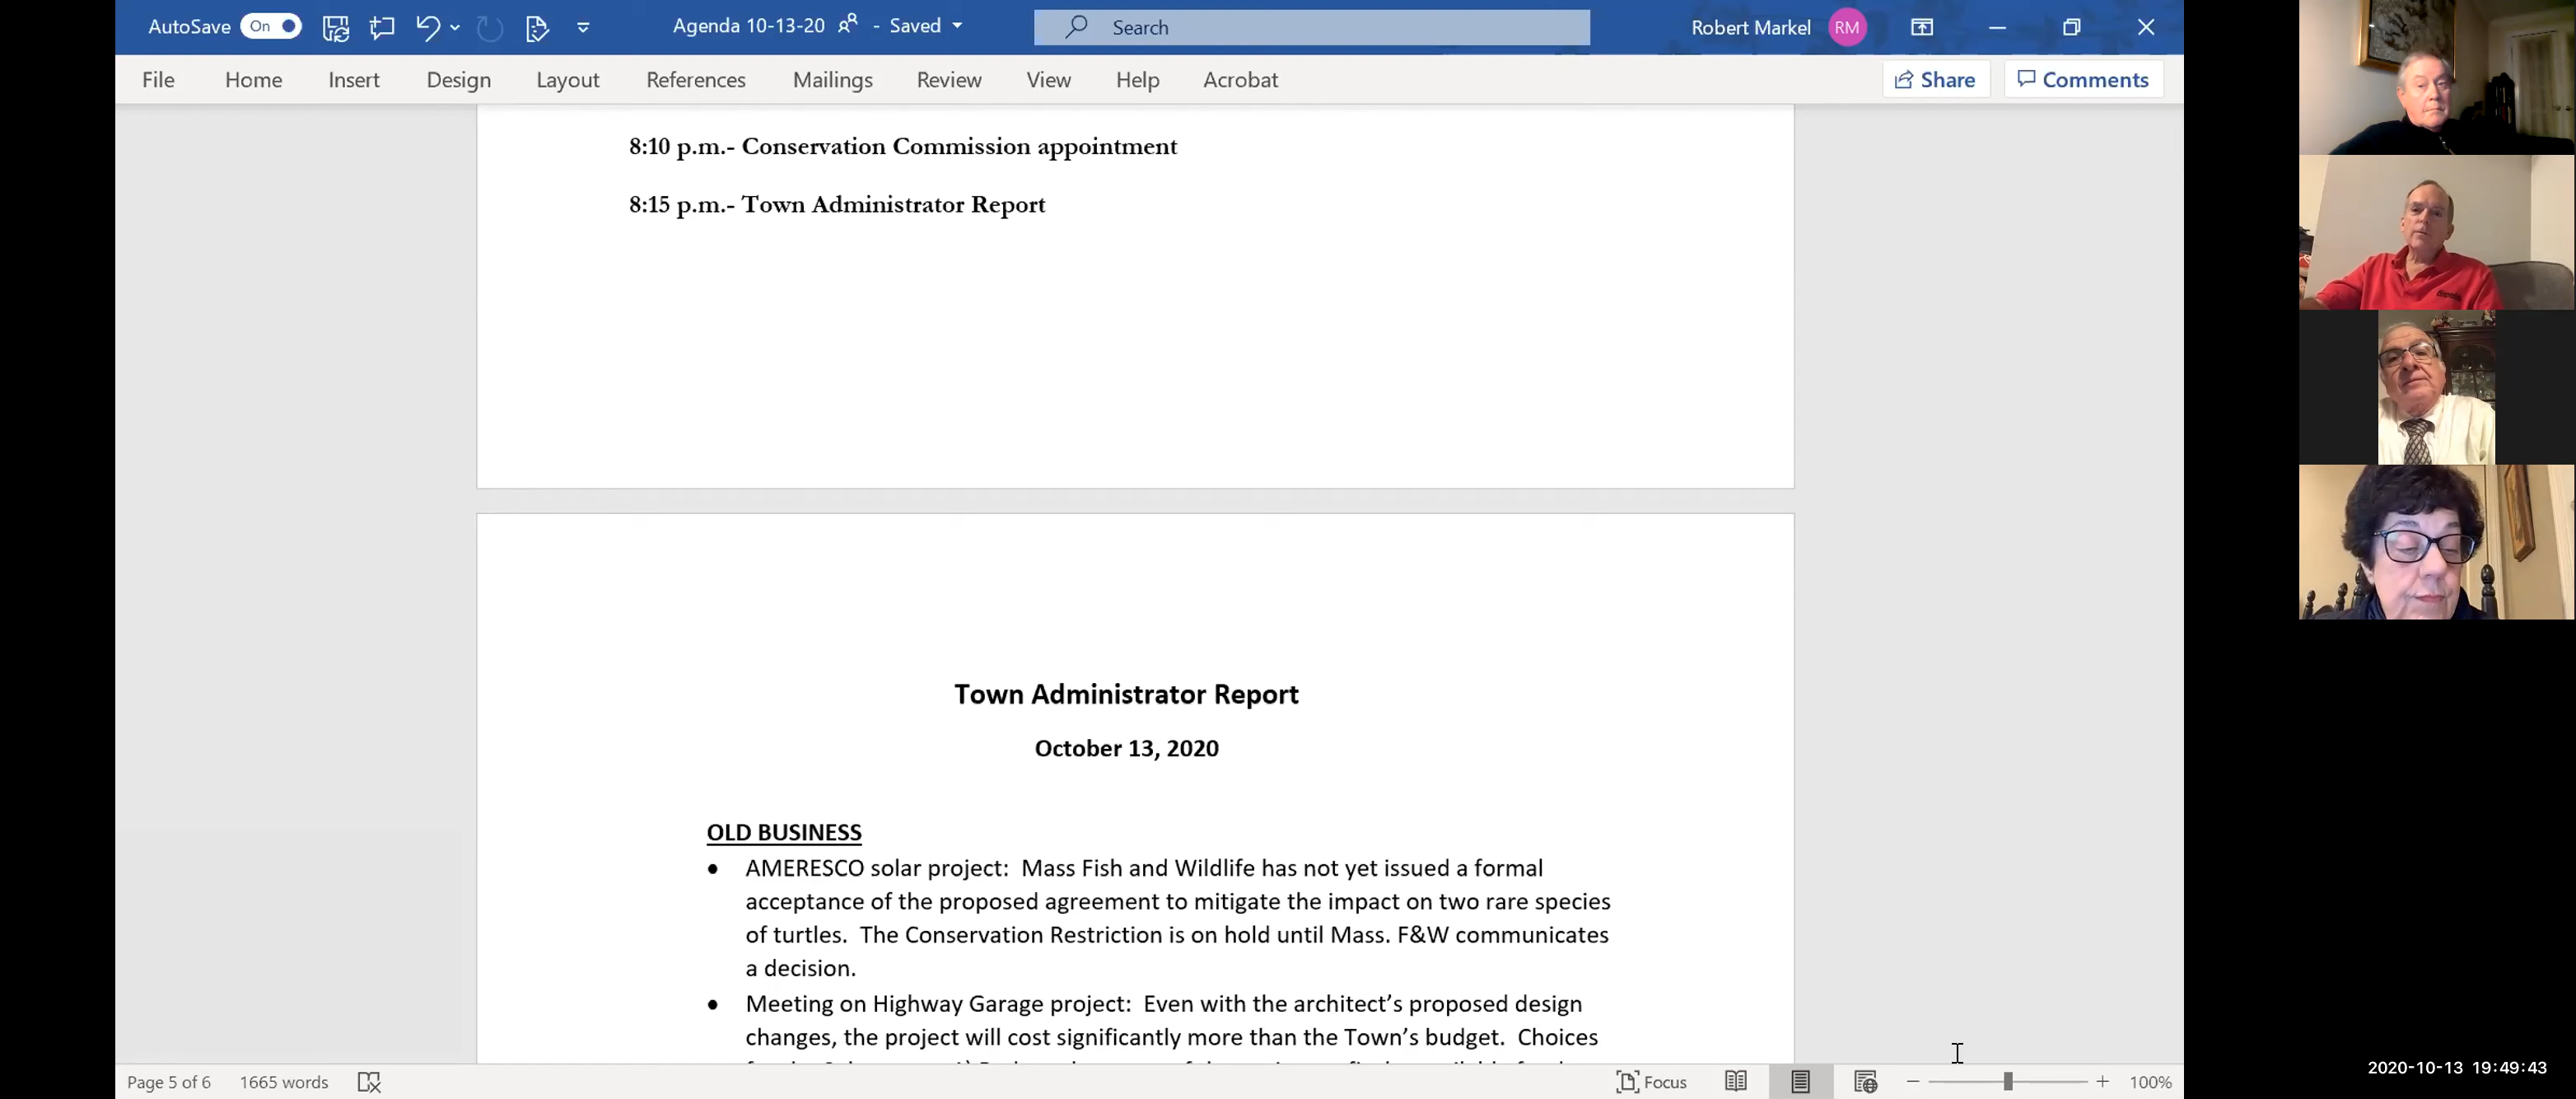 AutoSave On Agenda 10-13-20 - Saved Search Robert Markel RM
File Home Insert Design Layout References Mailings Review View Help Acrobat Share Comments
8:10 p.m.- Conservation Commission appointment
8:15 p.m.- Town Administrator Report
Town Administrator Report
October 13, 2020
OLD BUSINESS
• AMERESCO solar project:  Mass Fish and Wildlife has not yet issued a formal
acceptance of the proposed agreement to mitigate the impact on two rare species
of turtles.  The Conservation Restriction is on hold until Mass. F&W communicates
a decision.
• Meeting on Highway Garage project:  Even with the architect’s proposed design
changes, the project will cost significantly more than the Town’s budget.  Choices
Page 5 of 6 1665 words Focus 100%
2020-10-13 19:49:43